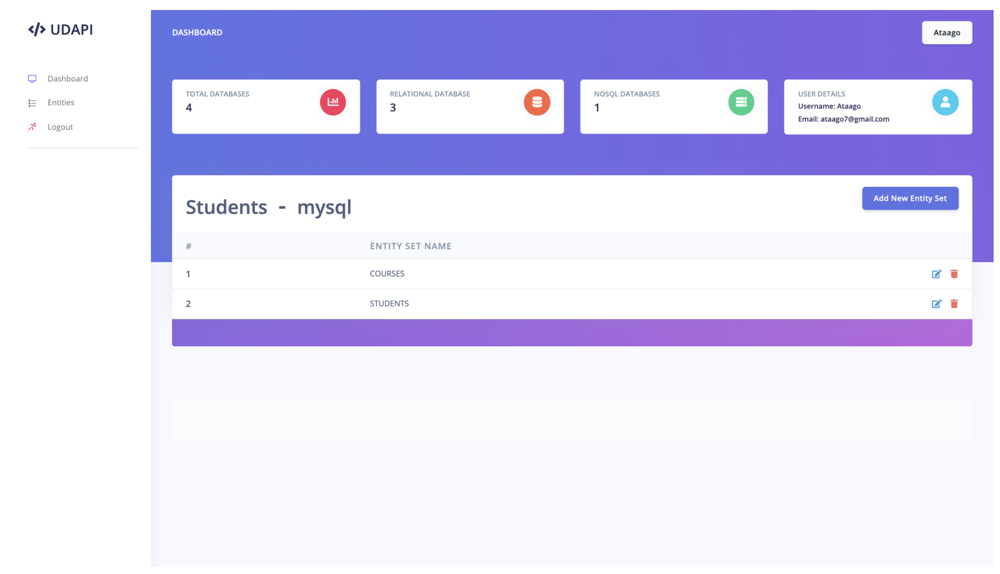 UDAPI
Dashboard
Entities
Logout
DASHBOARD
Ataago
TOTAL DATABASES
4
RELATIONAL DATABASE
3
NOSQL DATABASES
1
USER DETAILS
Username: Ataago
Email: ataago7@gmail.com
Students - mysql
Add New Entity Set
# ENTITY SET NAME
1 COURSES
2 STUDENTS